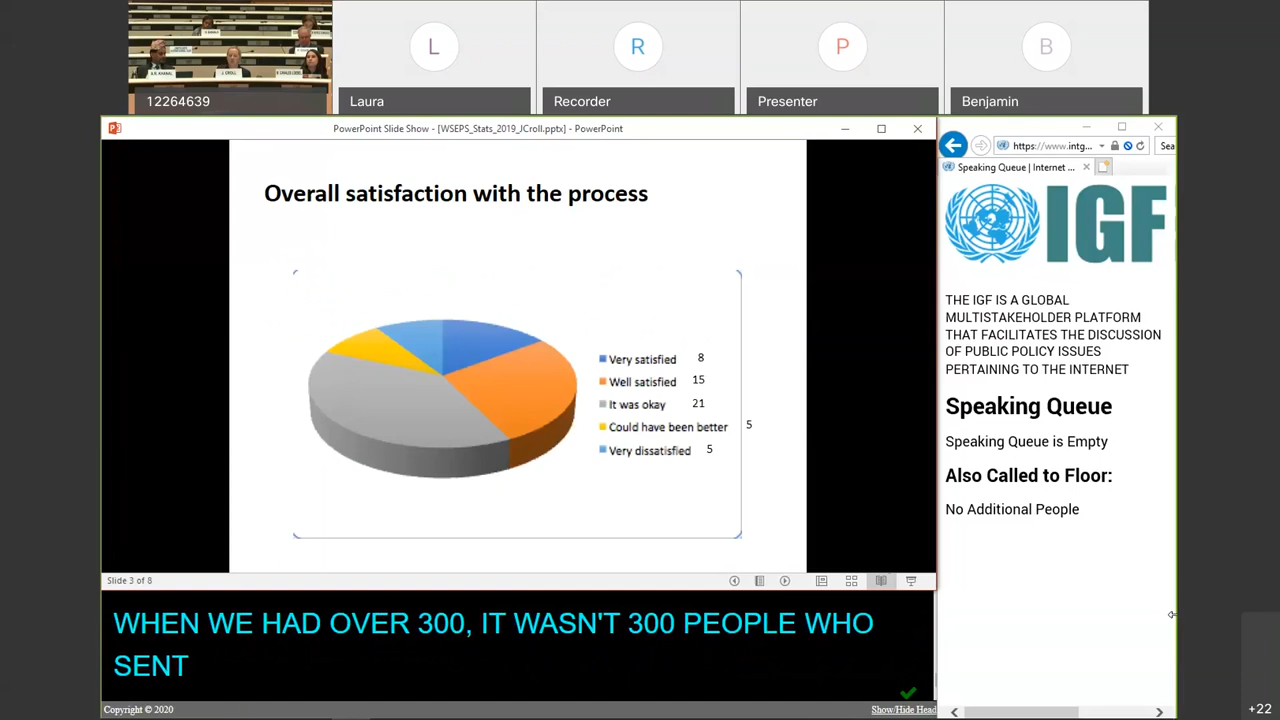 L
R
P
B
12264639
Laura
Recorder
Presenter
Benjamin
J. CROLL
PowerPoint Slide Show - [WSEPS_Stats_2019_JCroll.pptx] - PowerPoint
Overall satisfaction with the process
Very satisfied 8
Well satisfied 15
It was okay 21
Could have been better 5
Very dissatisfied 5
Slide 3 of 8
WHEN WE HAD OVER 300, IT WASN'T 300 PEOPLE WHO
SENT
Copyright © 2020
Show/Hide Head
https://www.intg...
Sea
Speaking Queue | Internet ...
IGF
THE IGF IS A GLOBAL
MULTISTAKEHOLDER PLATFORM
THAT FACILITATES THE DISCUSSION
OF PUBLIC POLICY ISSUES
PERTAINING TO THE INTERNET
Speaking Queue
Speaking Queue is Empty
Also Called to Floor:
No Additional People
+22